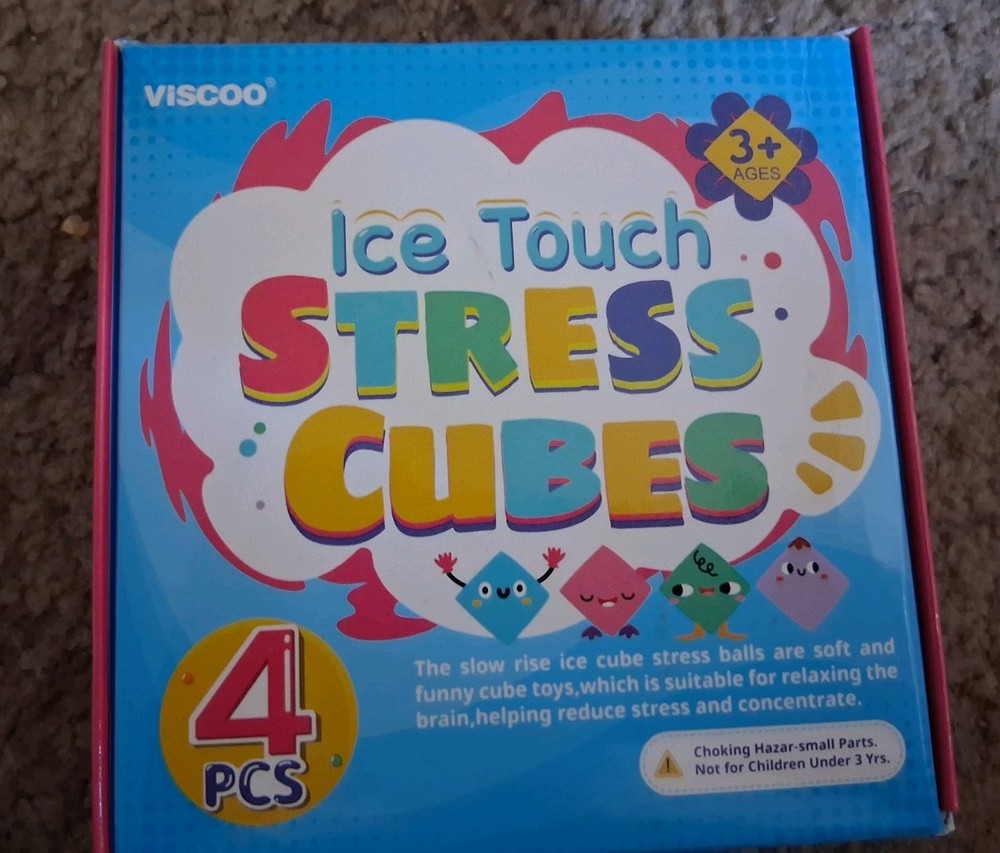 ViSCOO®
3+
AGES
Ice Touch
STRESS
CUBES
4
PCS
The slow rise ice cube stress balls are soft and
funny cube toys,which is suitable for relaxing the
brain,helping reduce stress and concentrate.
Choking Hazar-small Parts.
Not for Children Under 3 Yrs.